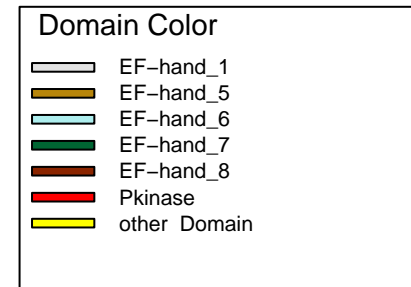 Domain Color
EF−hand_1
EF−hand_5
EF−hand_6
EF−hand_7
EF−hand_8
Pkinase
other Domain